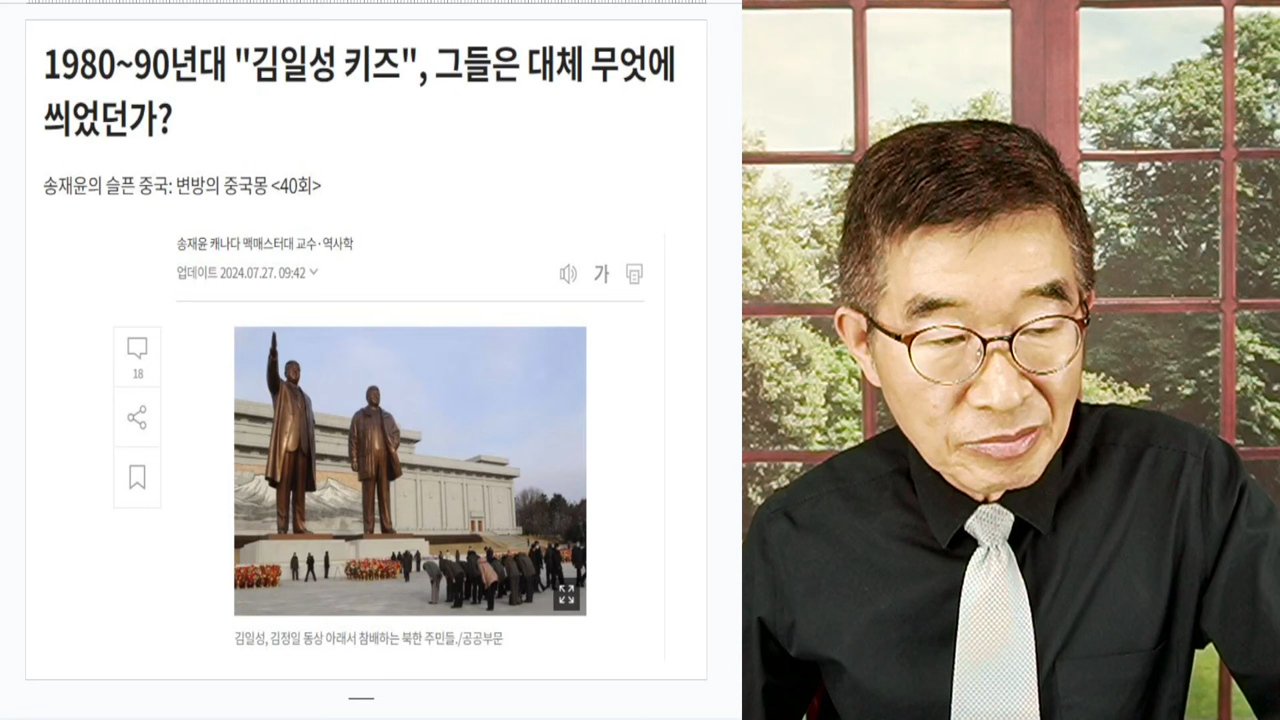 1980~90년대 "김일성 키즈", 그들은 대체 무엇에
씌었던가?
송재윤의 슬픈 중국: 변방의 중국몽 <40회>
송재윤 캐나다 맥매스터대 교수·역사학
업데이트 2024.07.27. 09:42
가
18
김일성, 김정일 동상 아래서 참배하는 북한 주민들./공공부문